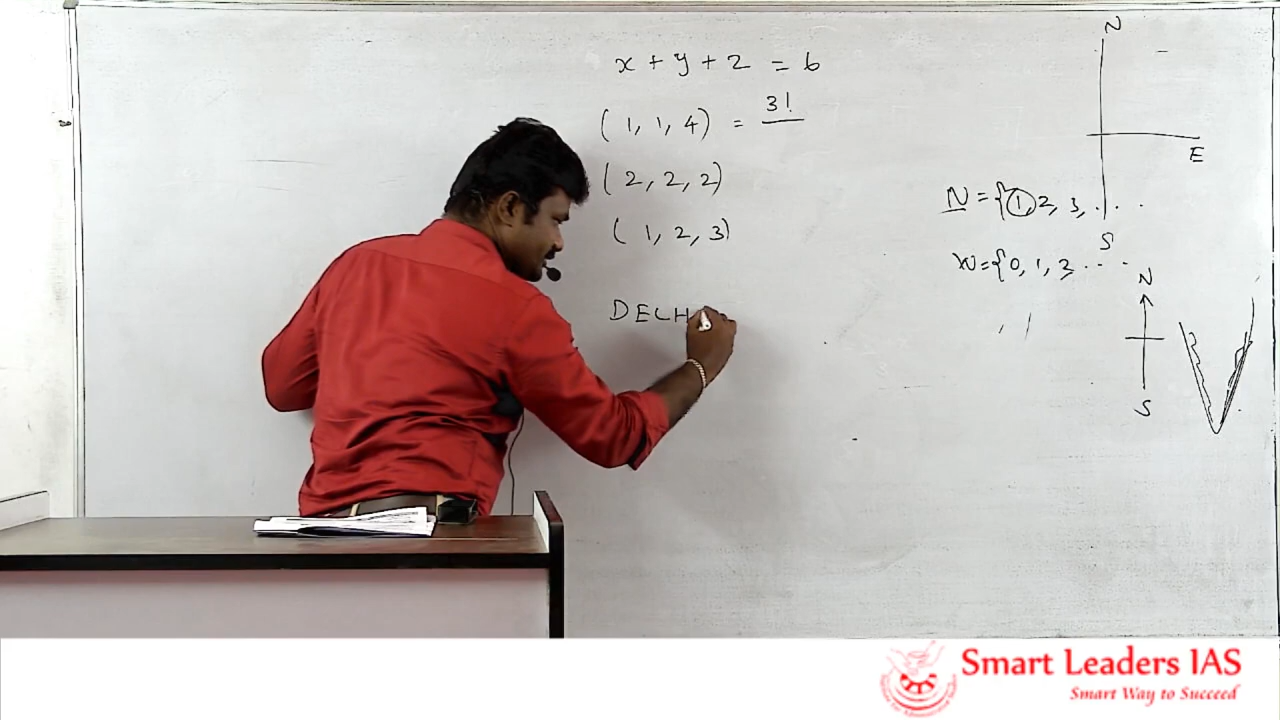 x + y + z = 6
(1, 1, 4) = 3!
(2, 2, 2)
(1, 2, 3)
DELH
N
E
S
N = {1, 2, 3, . . .
W = {0, 1, 3 . . .
N
S
Smart Leaders IAS
Smart Way to Succeed